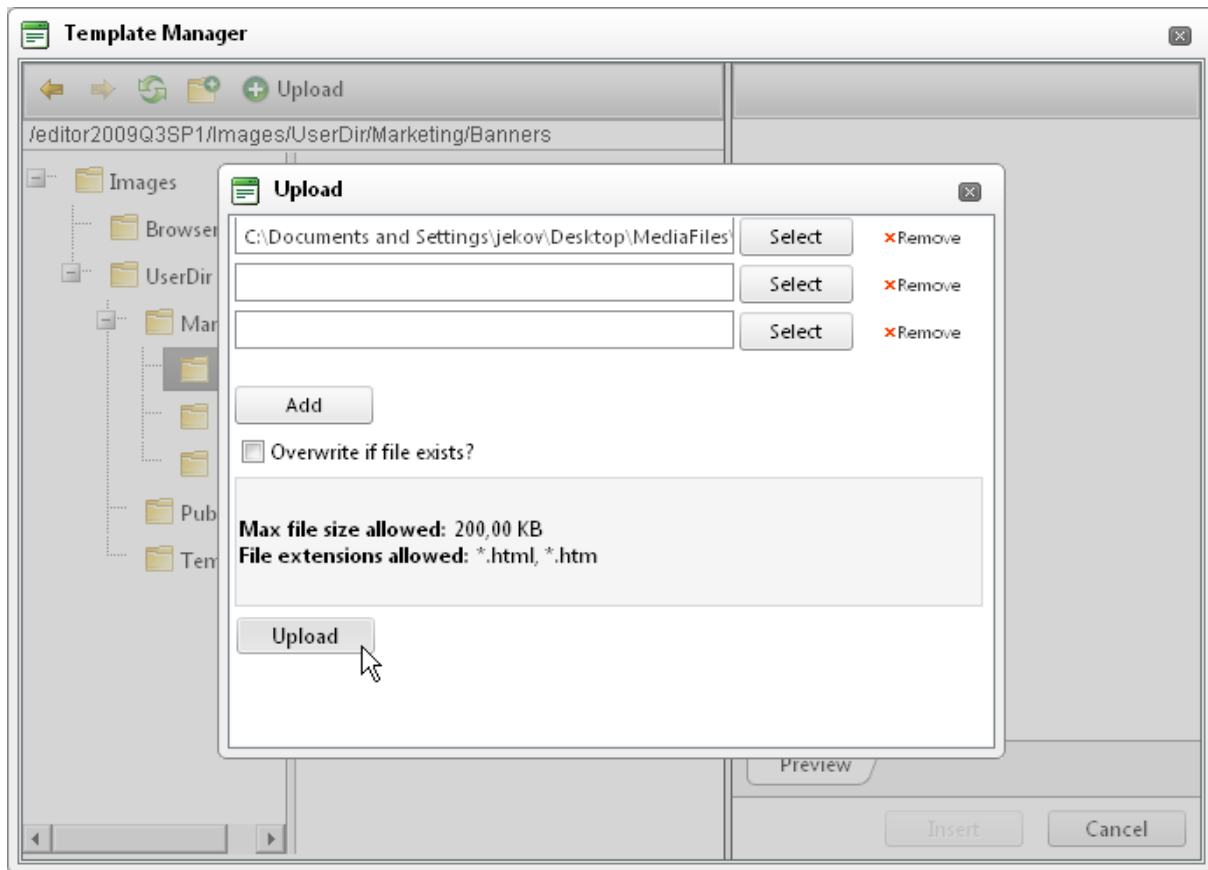 Template Manager
Upload
/editor2009Q3SP1/Images/UserDir/Marketing/Banners
Images
Browser
UserDir
Mar
Pub
Tem
Upload
C:\Documents and Settings\jekov\Desktop\MediaFiles\
Select
Remove
Select
Remove
Select
Remove
Add
Overwrite if file exists?
Max file size allowed: 200,00 KB
File extensions allowed: *.html, *.htm
Upload
Preview
Insert
Cancel